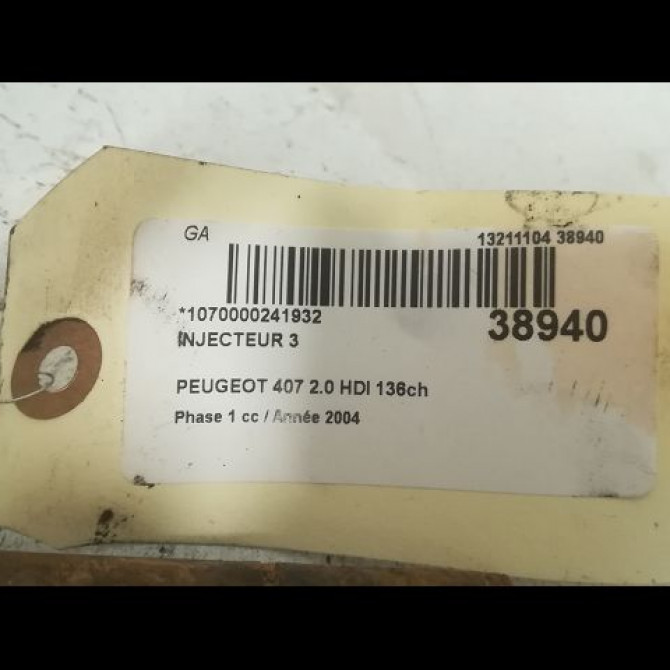 GA
13211104 38940
*1070000241932
38940
INJECTEUR 3
PEUGEOT 407 2.0 HDI 136ch
Phase 1 cc / Année 2004